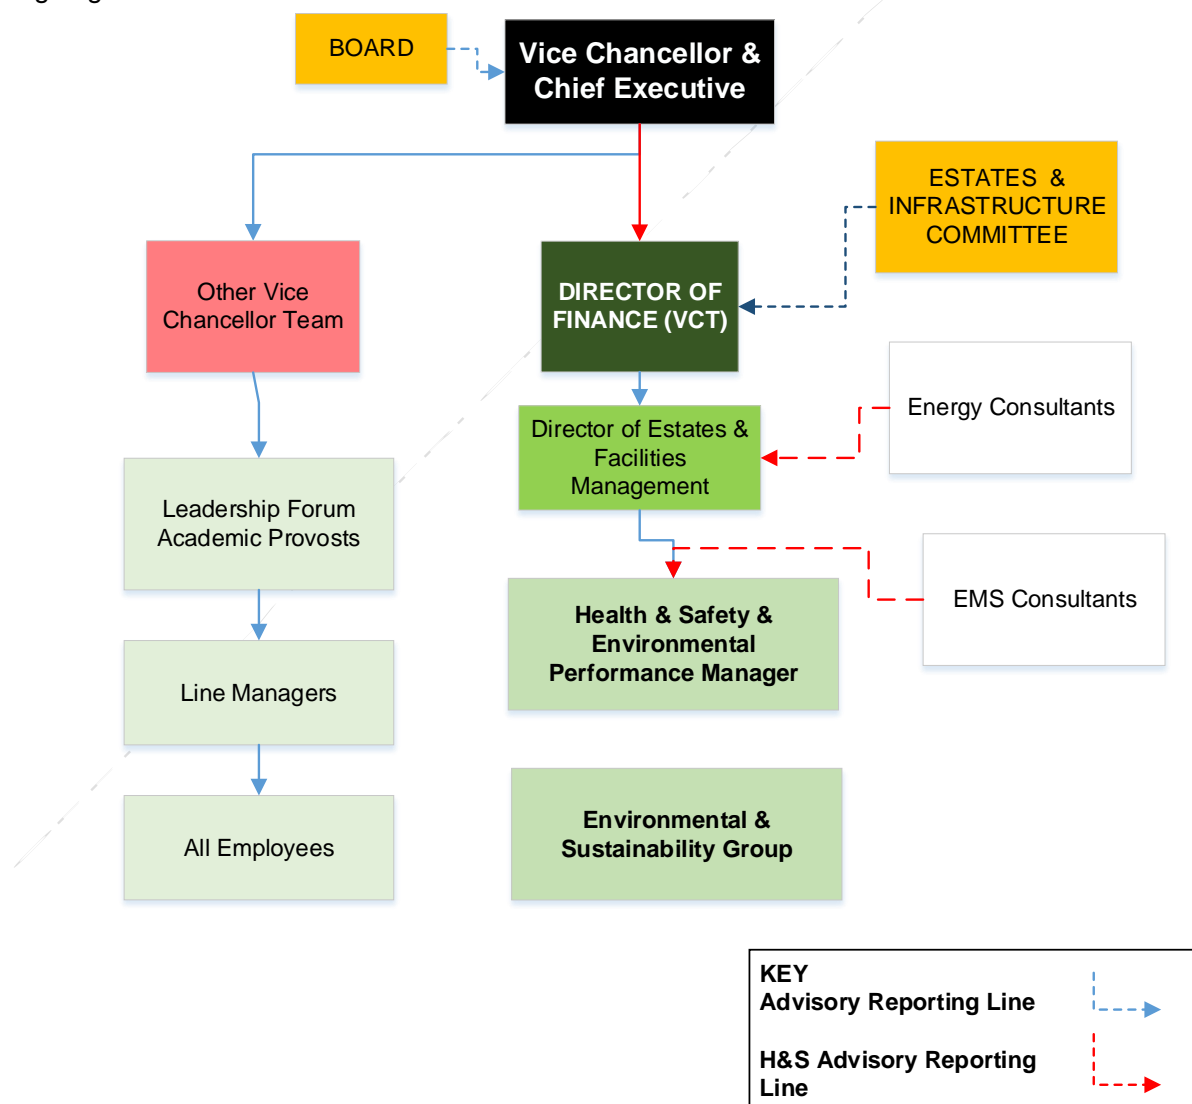 BOARD
Vice Chancellor &
Chief Executive
ESTATES &
INFRASTRUCTURE
COMMITTEE
Other Vice
Chancellor Team
DIRECTOR OF
FINANCE (VCT)
Energy Consultants
Director of Estates &
Facilities
Management
Leadership Forum
Academic Provosts
EMS Consultants
Health & Safety &
Environmental
Performance Manager
Line Managers
All Employees
Environmental &
Sustainability Group
KEY
Advisory Reporting Line
H&S Advisory Reporting
Line